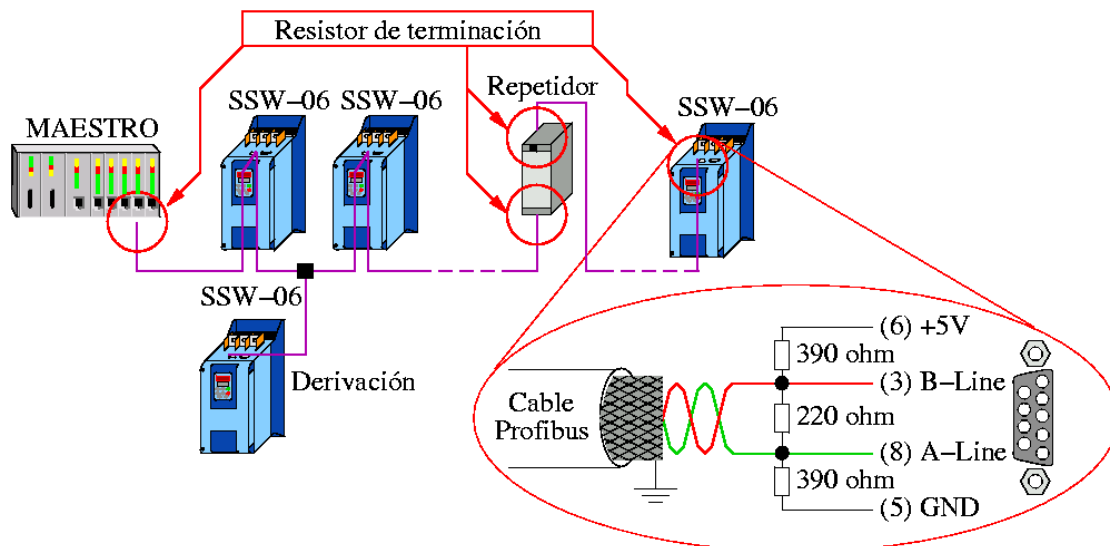 Resistor de terminación
Repetidor
SSW–06
SSW–06
SSW–06
MAESTRO
SSW–06
Derivación
(6) +5V
390 ohm
(3) B–Line
Cable
Profibus
220 ohm
(8) A–Line
390 ohm
(5) GND